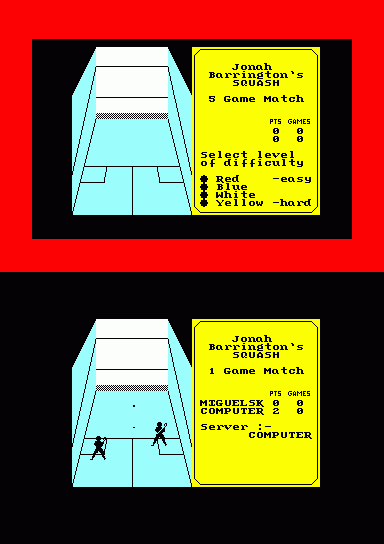 Jonah
Barrington's
SQUASH
5 Game Match
PTS GAMES
0 0
0 0
Select level
of difficulty
Red -easy
Blue
White
Yellow -hard
Jonah
Barrington's
SQUASH
1 Game Match
PTS GAMES
MIGUELSK 0 0
COMPUTER 2 0
Server :-
COMPUTER